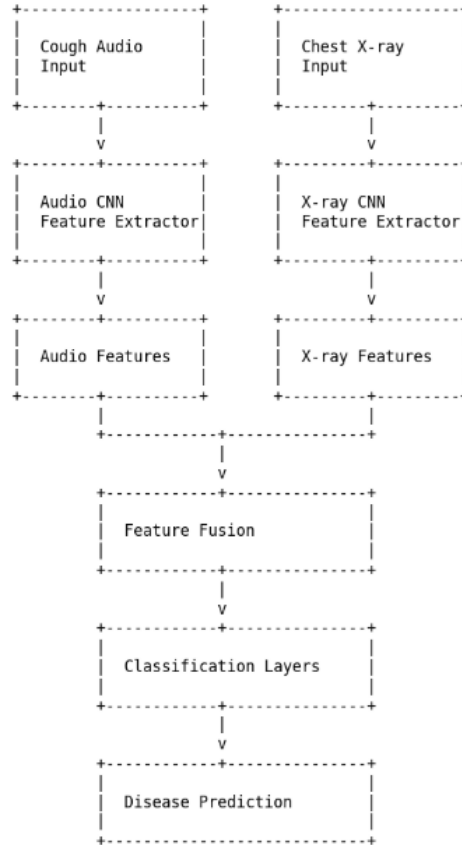 Cough Audio
Input
Chest X-ray
Input
Audio CNN
Feature Extractor
X-ray CNN
Feature Extractor
Audio Features
X-ray Features
v
Feature Fusion
v
Classification Layers
v
Disease Prediction